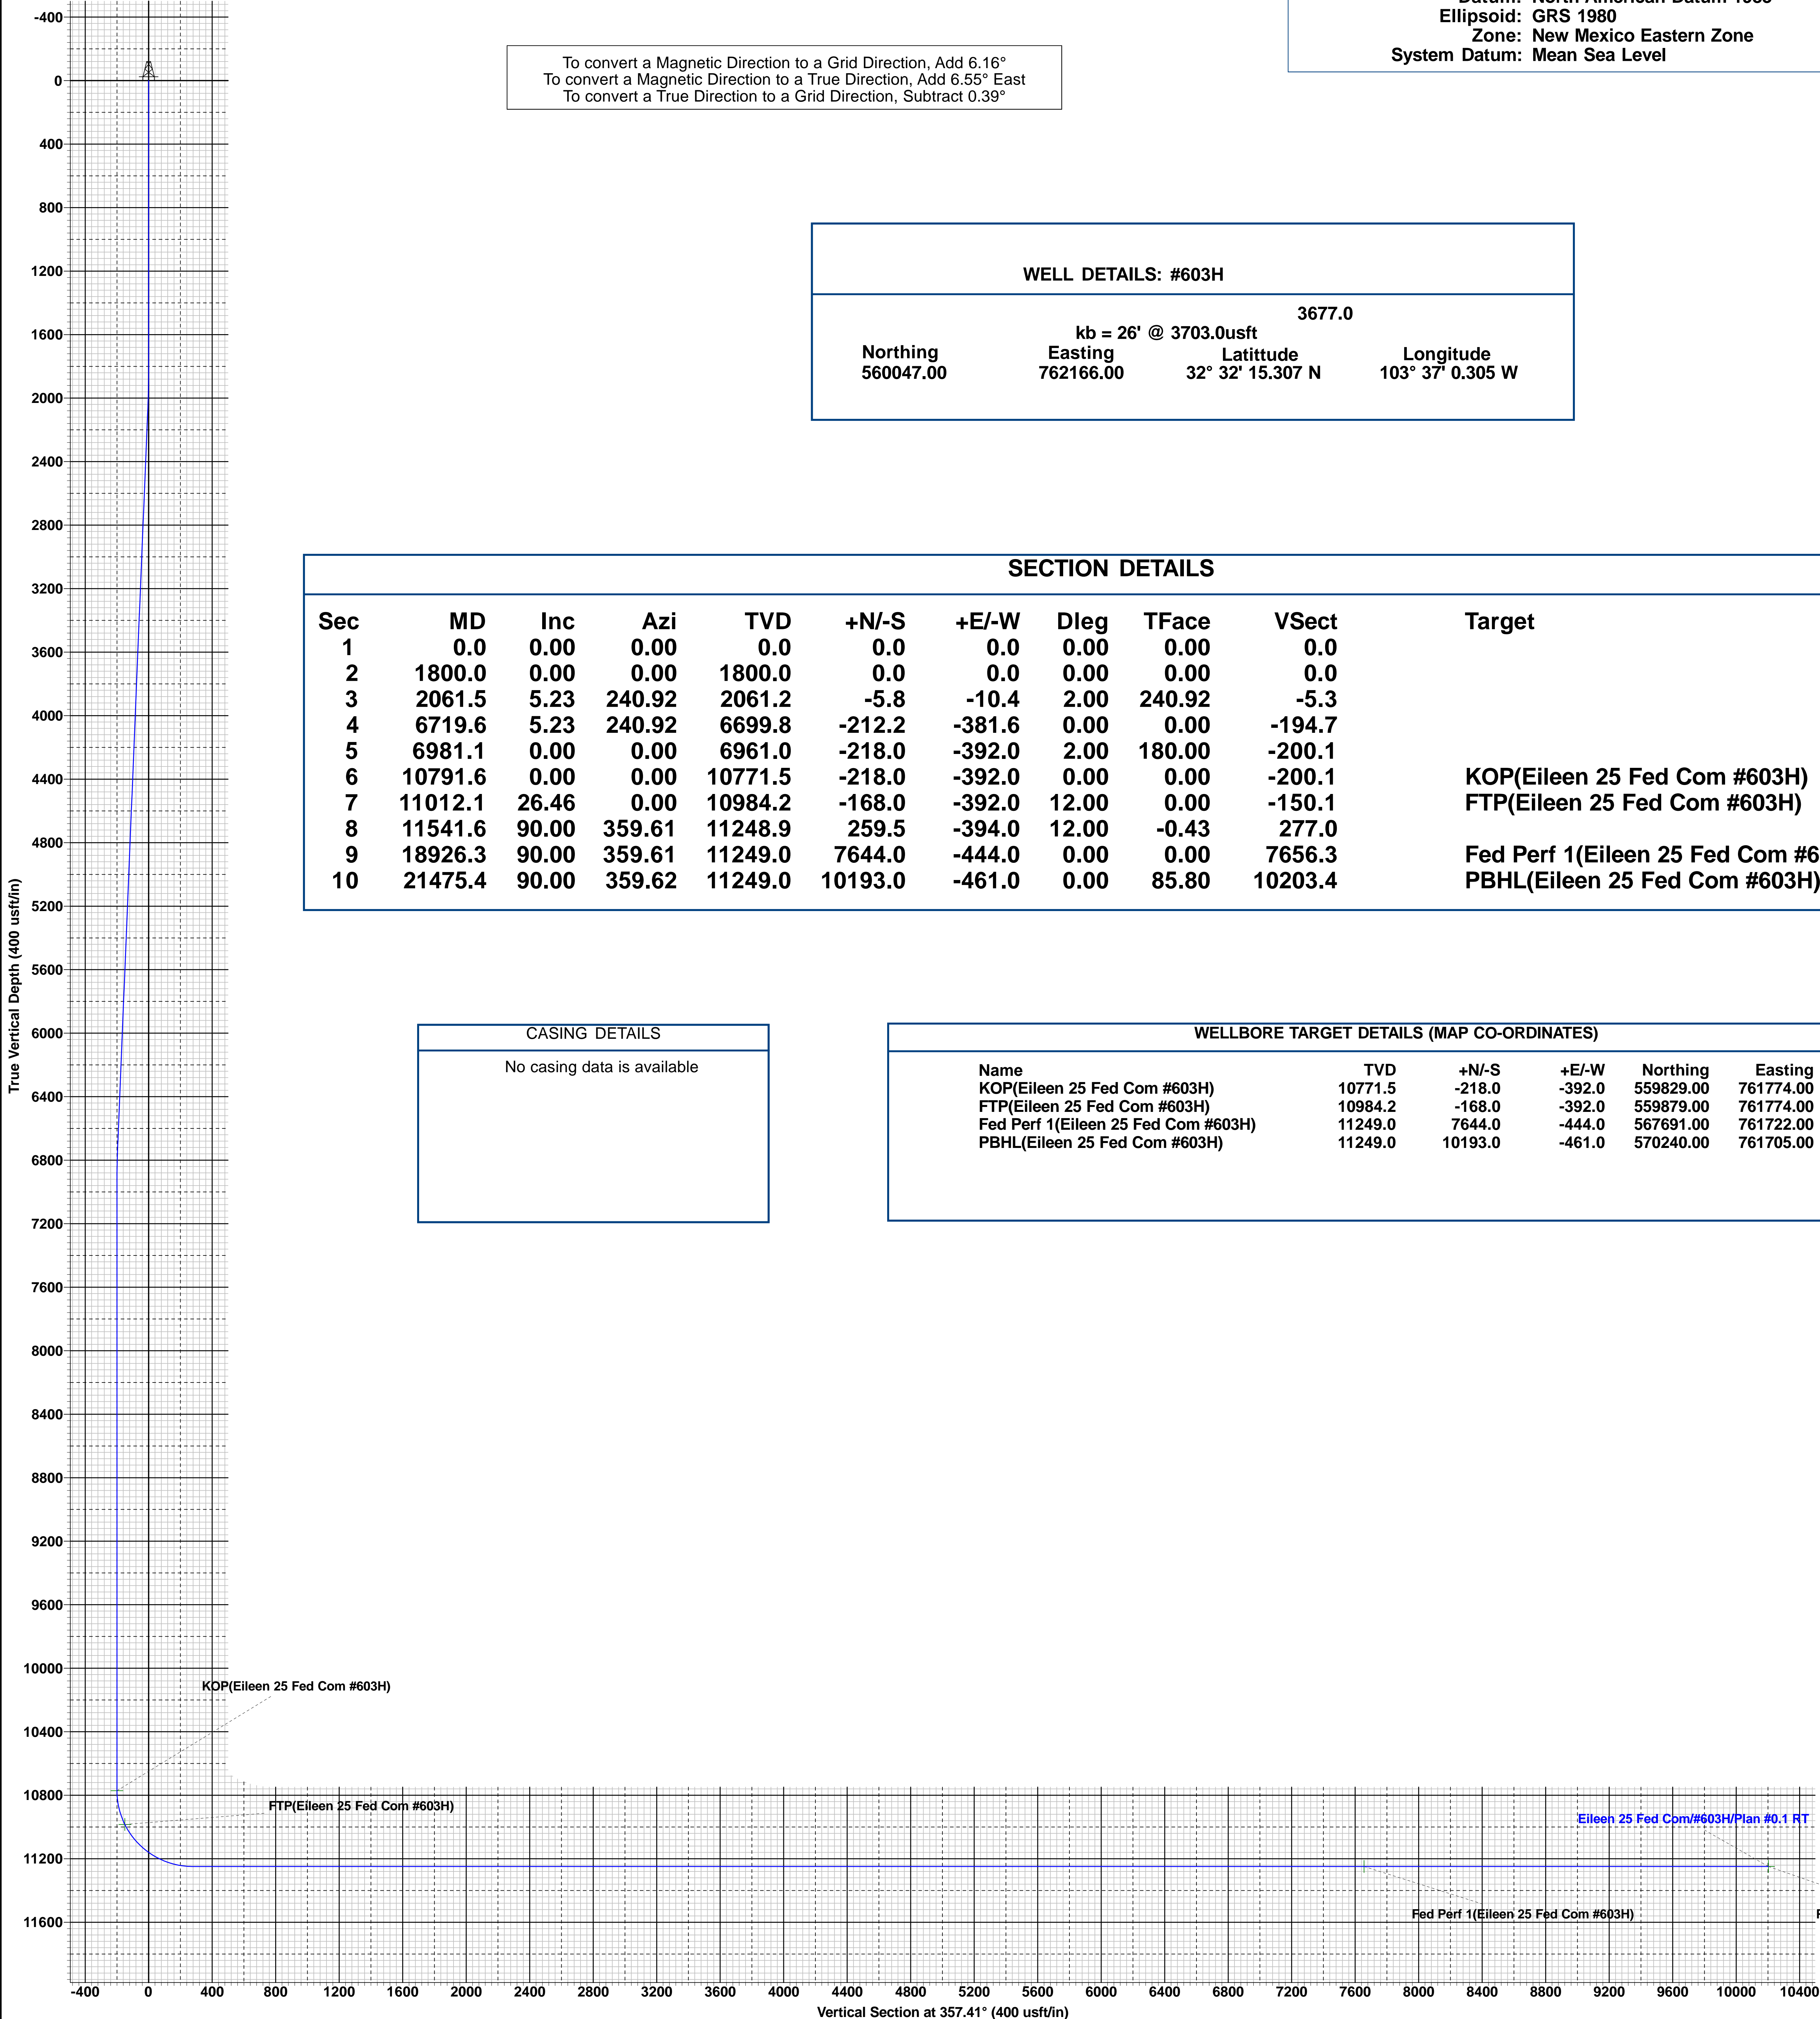 Ellipsoid: GRS 1980
Zone: New Mexico Eastern Zone
System Datum: Mean Sea Level
To convert a Magnetic Direction to a Grid Direction, Add 6.16°
To convert a Magnetic Direction to a True Direction, Add 6.55° East
To convert a True Direction to a Grid Direction, Subtract 0.39°
WELL DETAILS: #603H
3677.0
kb = 26' @ 3703.0usft
Northing Easting Latittude Longitude
560047.00 762166.00 32° 32' 15.307 N 103° 37' 0.305 W
SECTION DETAILS
Sec MD Inc Azi TVD +N/-S +E/-W Dleg TFace VSect Target
1 0.0 0.00 0.00 0.0 0.0 0.0 0.00 0.00 0.0
2 1800.0 0.00 0.00 1800.0 0.0 0.0 0.00 0.00 0.0
3 2061.5 5.23 240.92 2061.2 -5.8 -10.4 2.00 240.92 -5.3
4 6719.6 5.23 240.92 6699.8 -212.2 -381.6 0.00 0.00 -194.7
5 6981.1 0.00 0.00 6961.0 -218.0 -392.0 2.00 180.00 -200.1
6 10791.6 0.00 0.00 10771.5 -218.0 -392.0 0.00 0.00 -200.1 KOP(Eileen 25 Fed Com #603H)
7 11012.1 26.46 0.00 10984.2 -168.0 -392.0 12.00 0.00 -150.1 FTP(Eileen 25 Fed Com #603H)
8 11541.6 90.00 359.61 11248.9 259.5 -394.0 12.00 -0.43 277.0
9 18926.3 90.00 359.61 11249.0 7644.0 -444.0 0.00 0.00 7656.3 Fed Perf 1(Eileen 25 Fed Com #6
10 21475.4 90.00 359.62 11249.0 10193.0 -461.0 0.00 85.80 10203.4 PBHL(Eileen 25 Fed Com #603H)
CASING DETAILS
No casing data is available
WELLBORE TARGET DETAILS (MAP CO-ORDINATES)
Name TVD +N/-S +E/-W Northing Easting
KOP(Eileen 25 Fed Com #603H) 10771.5 -218.0 -392.0 559829.00 761774.00
FTP(Eileen 25 Fed Com #603H) 10984.2 -168.0 -392.0 559879.00 761774.00
Fed Perf 1(Eileen 25 Fed Com #603H) 11249.0 7644.0 -444.0 567691.00 761722.00
PBHL(Eileen 25 Fed Com #603H) 11249.0 10193.0 -461.0 570240.00 761705.00
True Vertical Depth (400 usft/in)
-400
0
400
800
1200
1600
2000
2400
2800
3200
3600
4000
4400
4800
5200
5600
6000
6400
6800
7200
7600
8000
8400
8800
9200
9600
10000
10400
10800
11200
11600
KOP(Eileen 25 Fed Com #603H)
FTP(Eileen 25 Fed Com #603H)
Eileen 25 Fed Com/#603H/Plan #0.1 RT
Fed Perf 1(Eileen 25 Fed Com #603H)
-400 0 400 800 1200 1600 2000 2400 2800 3200 3600 4000 4400 4800 5200 5600 6000 6400 6800 7200 7600 8000 8400 8800 9200 9600 10000 10400
Vertical Section at 357.41° (400 usft/in)